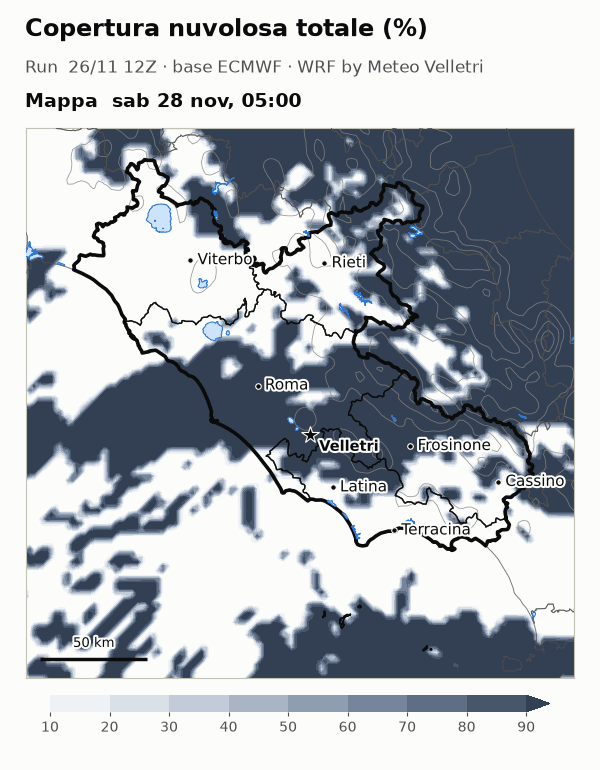 Copertura nuvolosa totale (%)
Run  26/11 12Z · base ECMWF · WRF by Meteo Velletri
Mappa  sab 28 nov, 05:00
Viterbo
Rieti
Roma
Velletri
Frosinone
Latina
Cassino
Terracina
50 km
10 20 30 40 50 60 70 80 90